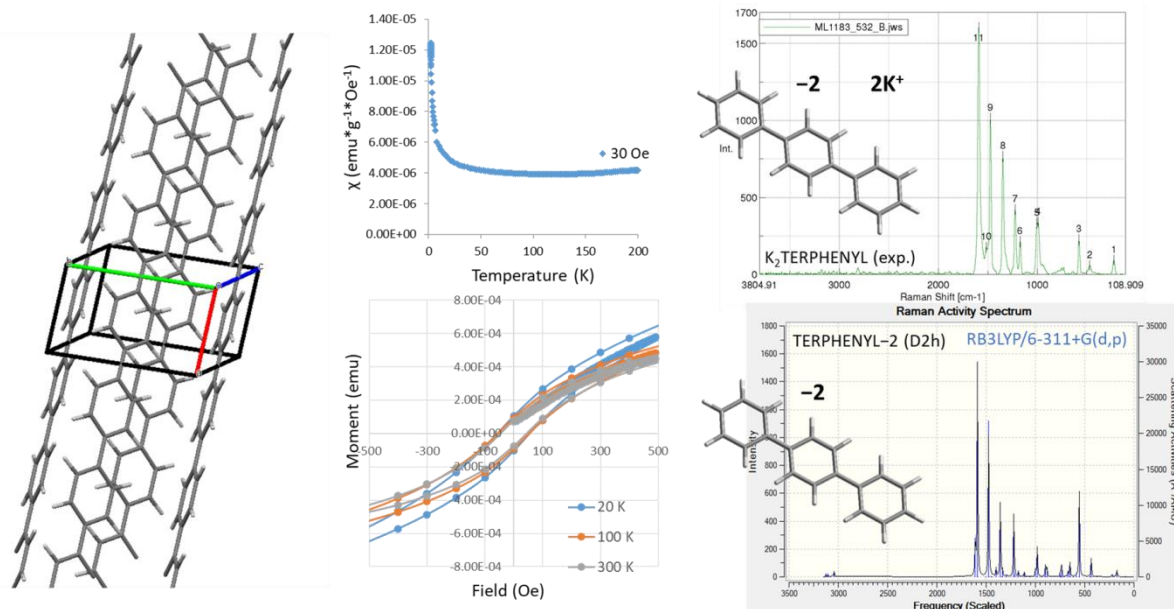 1.40E-05
1.20E-05
1.00E-05
8.00E-06
6.00E-06
4.00E-06
2.00E-06
0.00E+00
χ (emu*g⁻¹*Oe⁻¹)
30 Oe
0 50 100 150 200
Temperature (K)
8.00E-04
6.00E-04
4.00E-04
2.00E-04
0.00E+00
-500 -300 -100 100 300 500
-2.00E-04
-4.00E-04
-6.00E-04
-8.00E-04
Moment (emu)
20 K
100 K
300 K
Field (Oe)
1700
1500
1000
500
0
Int.
ML1183_532_B.jws
−2 2K⁺
11
9
8
7
10
6
3
2
1
K₂TERPHENYL (exp.)
3804.91 3000 2000 1000 108.909
Raman Shift [cm-1]
Raman Activity Spectrum
TERPHENYL−2 (D2h) RB3LYP/6-311+G(d,p)
−2
1800
1600
1400
1200
1000
800
600
400
200
0
Intensity
35000
30000
25000
20000
15000
10000
5000
0
3500 3000 2500 2000 1500 1000 500 0
Frequency (Scaled)